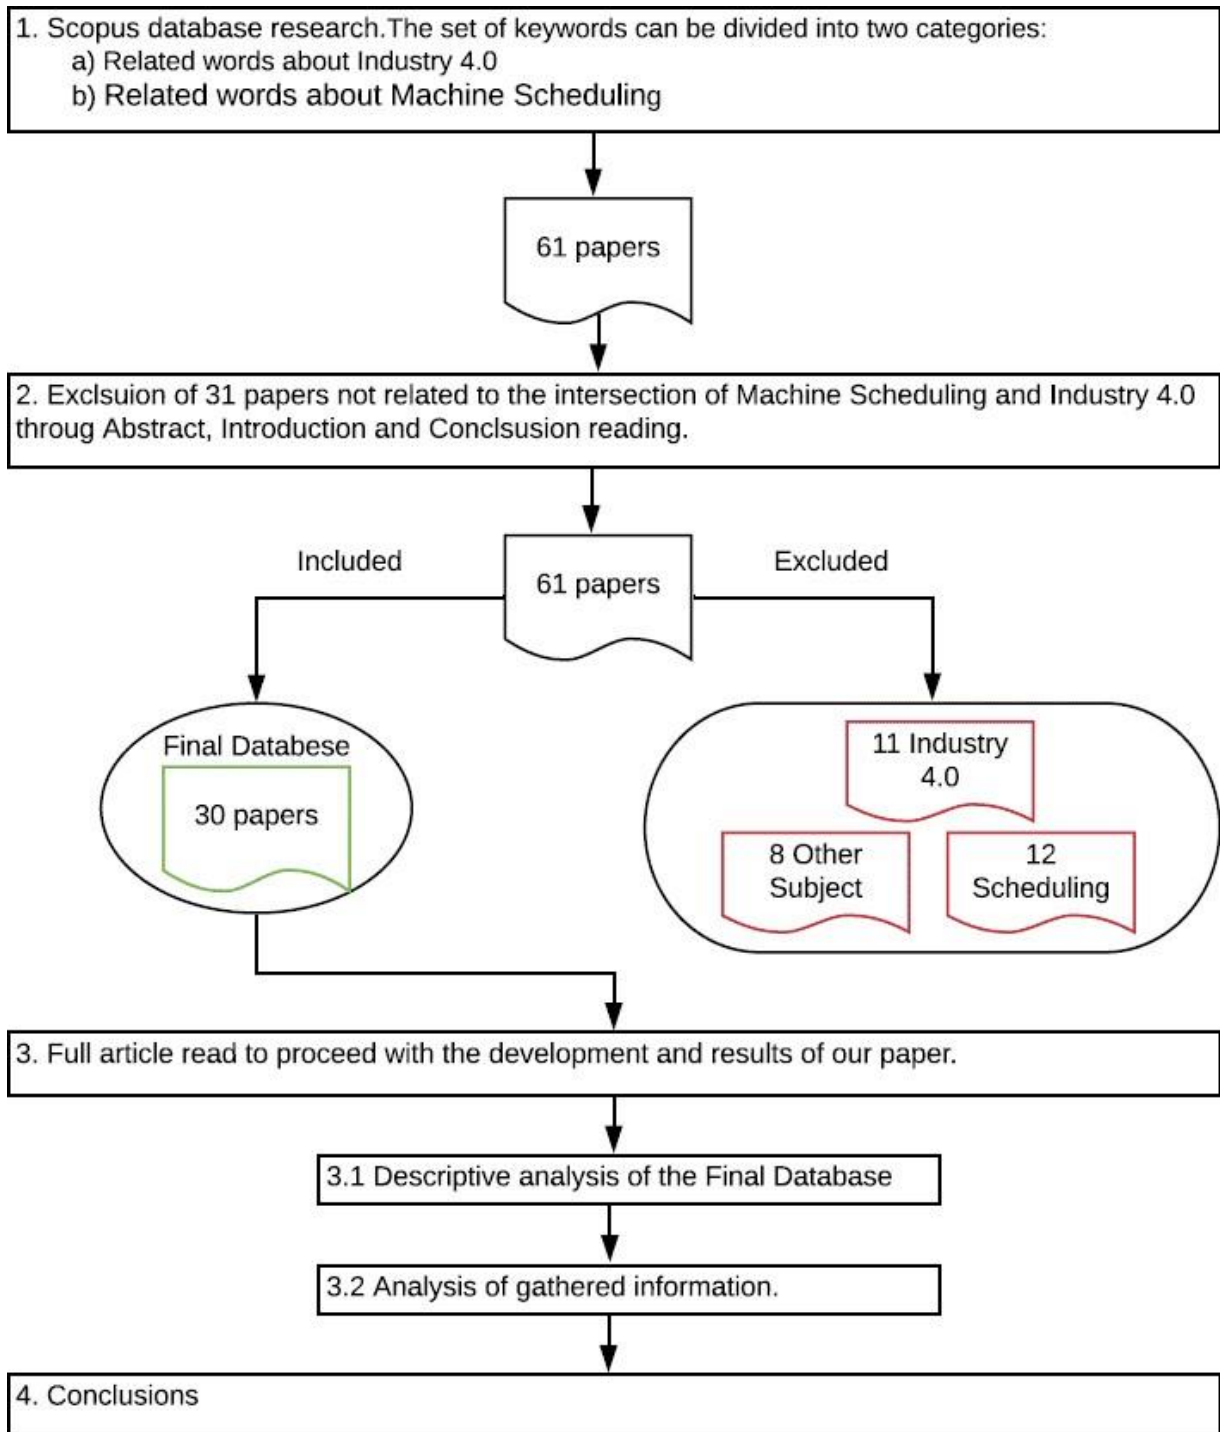 1. Scopus database research.The set of keywords can be divided into two categories:
a) Related words about Industry 4.0
b) Related words about Machine Scheduling
61 papers
2. Exclsuion of 31 papers not related to the intersection of Machine Scheduling and Industry 4.0
throug Abstract, Introduction and Conclsusion reading.
Included
Excluded
61 papers
Final Databese
30 papers
11 Industry
4.0
8 Other
Subject
12
Scheduling
3. Full article read to proceed with the development and results of our paper.
3.1 Descriptive analysis of the Final Database
3.2 Analysis of gathered information.
4. Conclusions